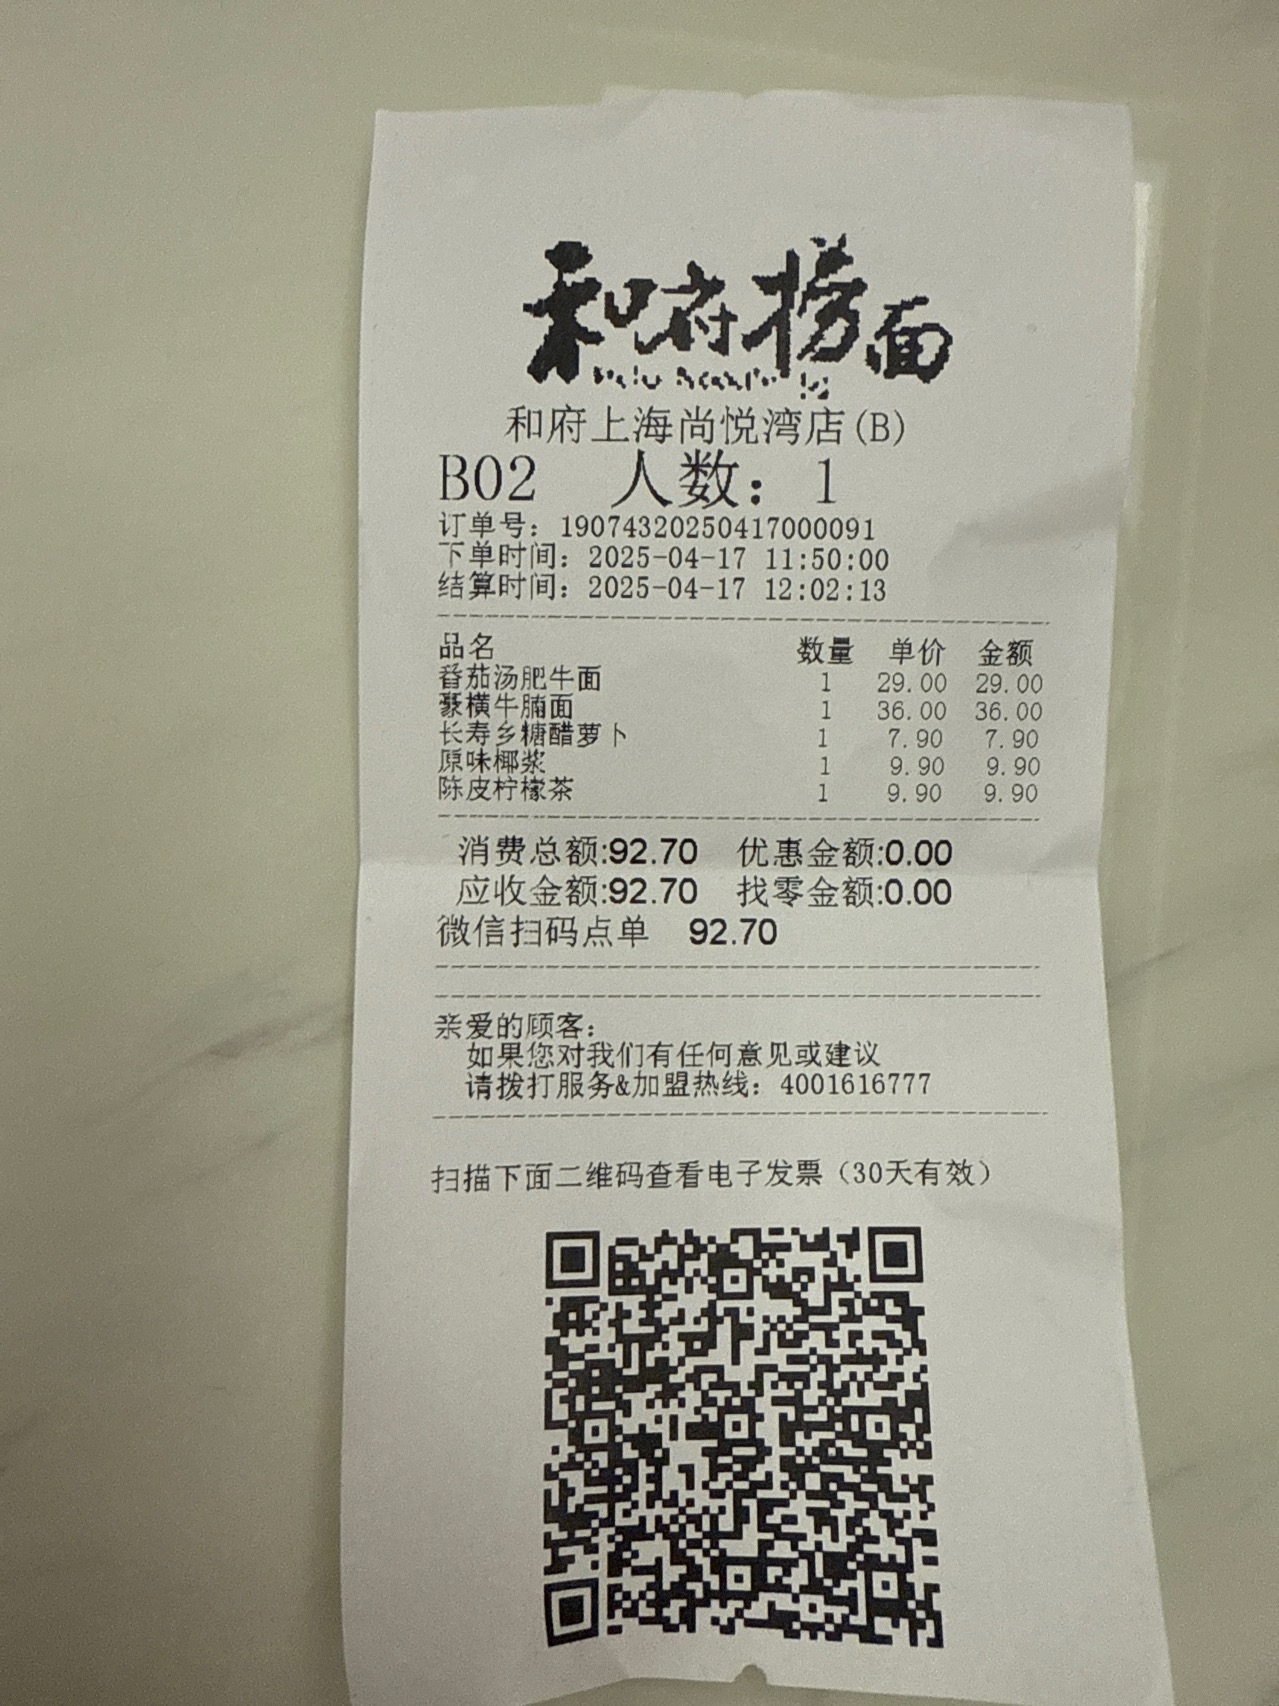 和府捞面
和府上海尚悦湾店(B)
B02 人数：1
订单号：19074320250417000091
下单时间：2025-04-17 11:50:00
结算时间：2025-04-17 12:02:13
品名 数量 单价 金额
番茄汤肥牛面 1 29.00 29.00
豪横牛腩面 1 36.00 36.00
长寿乡糖醋萝卜 1 7.90 7.90
原味椰浆 1 9.90 9.90
陈皮柠檬茶 1 9.90 9.90
消费总额:92.70 优惠金额:0.00
应收金额:92.70 找零金额:0.00
微信扫码点单 92.70
亲爱的顾客：
如果您对我们有任何意见或建议
请拨打服务&加盟热线：4001616777
扫描下面二维码查看电子发票（30天有效）